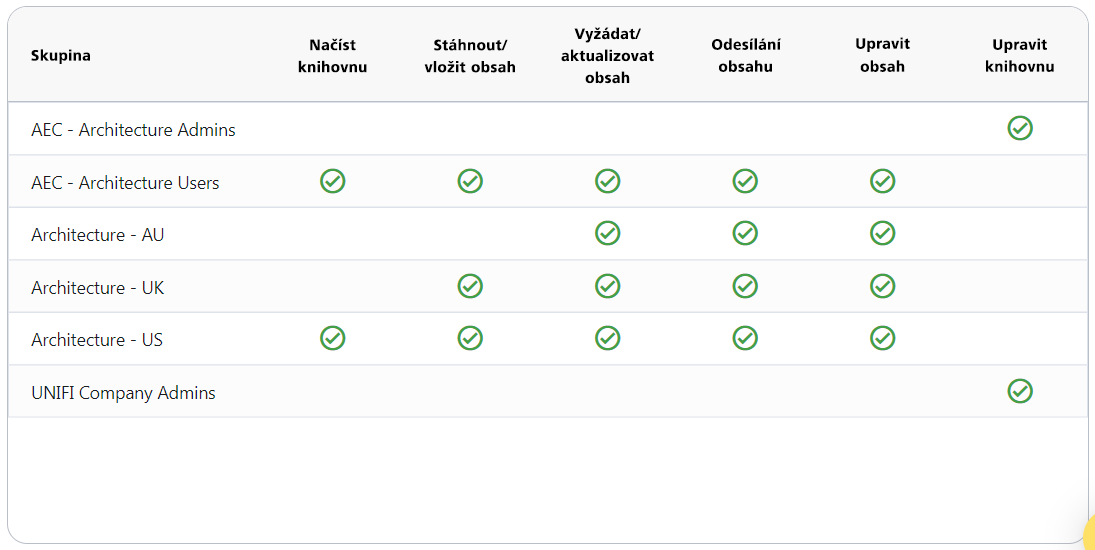 Skupina
Načíst
knihovnu
Stáhnout/
vložit obsah
Vyžádat/
aktualizovat
obsah
Odesílání
obsahu
Upravit
obsah
Upravit
knihovnu
AEC - Architecture Admins
AEC - Architecture Users
Architecture - AU
Architecture - UK
Architecture - US
UNIFI Company Admins